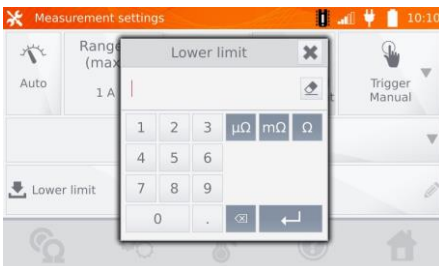 Measurement settings 10:10
Range
(max
Lower limit
Auto
1 A
t
Trigger
Manual
1 2 3 μΩ mΩ Ω
4 5 6
Lower limit
7 8 9
0 .